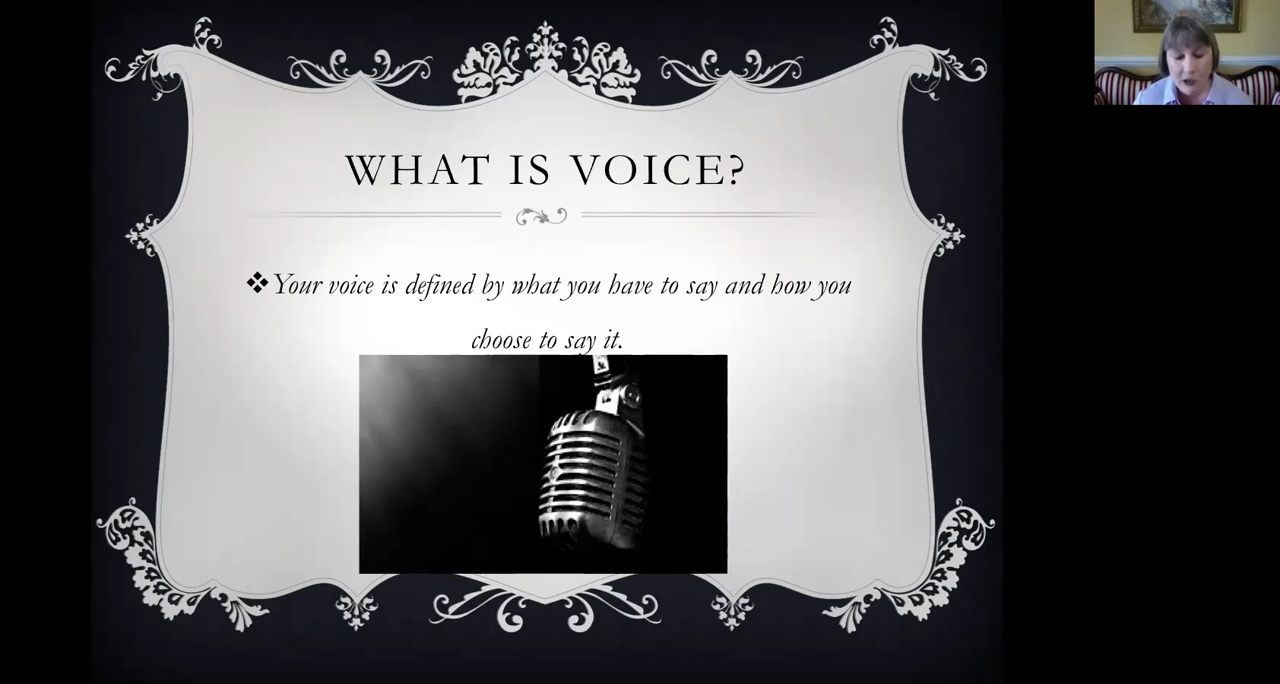 WHAT IS VOICE?
❖Your voice is defined by what you have to say and how you
choose to say it.